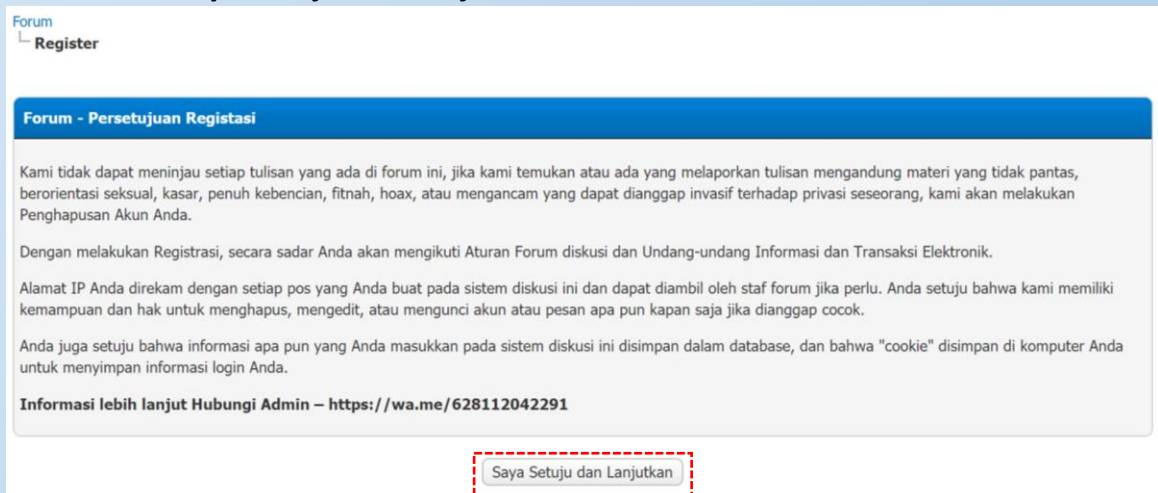 Forum
Register
Forum - Persetujuan Registasi
Kami tidak dapat meninjau setiap tulisan yang ada di forum ini, jika kami temukan atau ada yang melaporkan tulisan mengandung materi yang tidak pantas,
berorientasi seksual, kasar, penuh kebencian, fitnah, hoax, atau mengancam yang dapat dianggap invasif terhadap privasi seseorang, kami akan melakukan
Penghapusan Akun Anda.
Dengan melakukan Registrasi, secara sadar Anda akan mengikuti Aturan Forum diskusi dan Undang-undang Informasi dan Transaksi Elektronik.
Alamat IP Anda direkam dengan setiap pos yang Anda buat pada sistem diskusi ini dan dapat diambil oleh staf forum jika perlu. Anda setuju bahwa kami memiliki
kemampuan dan hak untuk menghapus, mengedit, atau mengunci akun atau pesan apa pun kapan saja jika dianggap cocok.
Anda juga setuju bahwa informasi apa pun yang Anda masukkan pada sistem diskusi ini disimpan dalam database, dan bahwa "cookie" disimpan di komputer Anda
untuk menyimpan informasi login Anda.
Informasi lebih lanjut Hubungi Admin – https://wa.me/628112042291
Saya Setuju dan Lanjutkan